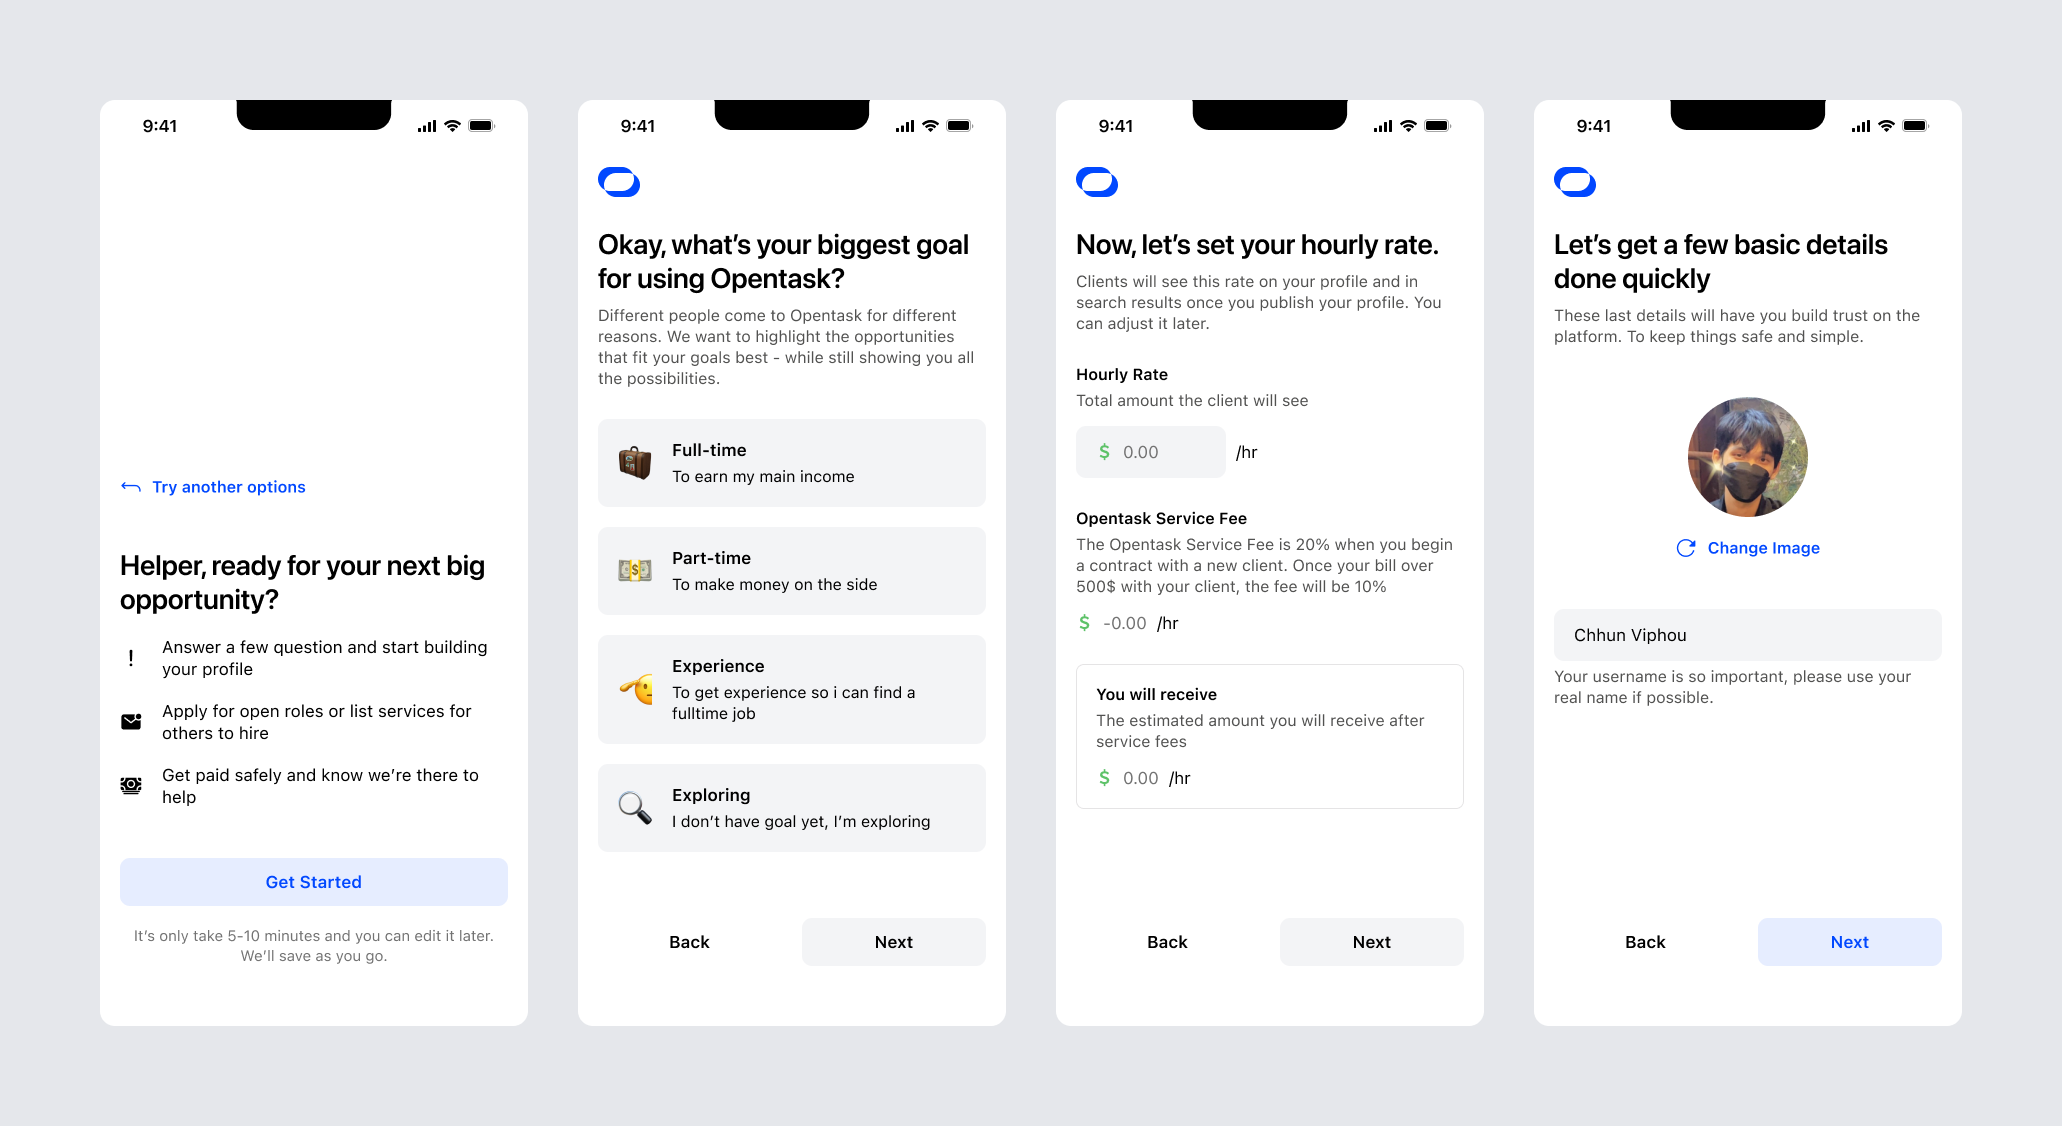 9:41
Try another options
Helper, ready for your next big
opportunity?
!
Answer a few question and start building
your profile
Apply for open roles or list services for
others to hire
Get paid safely and know we’re there to
help
Get Started
It’s only take 5-10 minutes and you can edit it later.
We’ll save as you go.
9:41
Okay, what’s your biggest goal
for using Opentask?
Different people come to Opentask for different
reasons. We want to highlight the opportunities
that fit your goals best - while still showing you all
the possibilities.
Full-time
To earn my main income
Part-time
To make money on the side
Experience
To get experience so i can find a
fulltime job
Exploring
I don’t have goal yet, I’m exploring
Back
Next
9:41
Now, let’s set your hourly rate.
Clients will see this rate on your profile and in
search results once you publish your profile. You
can adjust it later.
Hourly Rate
Total amount the client will see
$ 0.00 /hr
Opentask Service Fee
The Opentask Service Fee is 20% when you begin
a contract with a new client. Once your bill over
500$ with your client, the fee will be 10%
$ -0.00 /hr
You will receive
The estimated amount you will receive after
service fees
$ 0.00 /hr
Back
Next
9:41
Let’s get a few basic details
done quickly
These last details will have you build trust on the
platform. To keep things safe and simple.
Change Image
Chhun Viphou
Your username is so important, please use your
real name if possible.
Back
Next